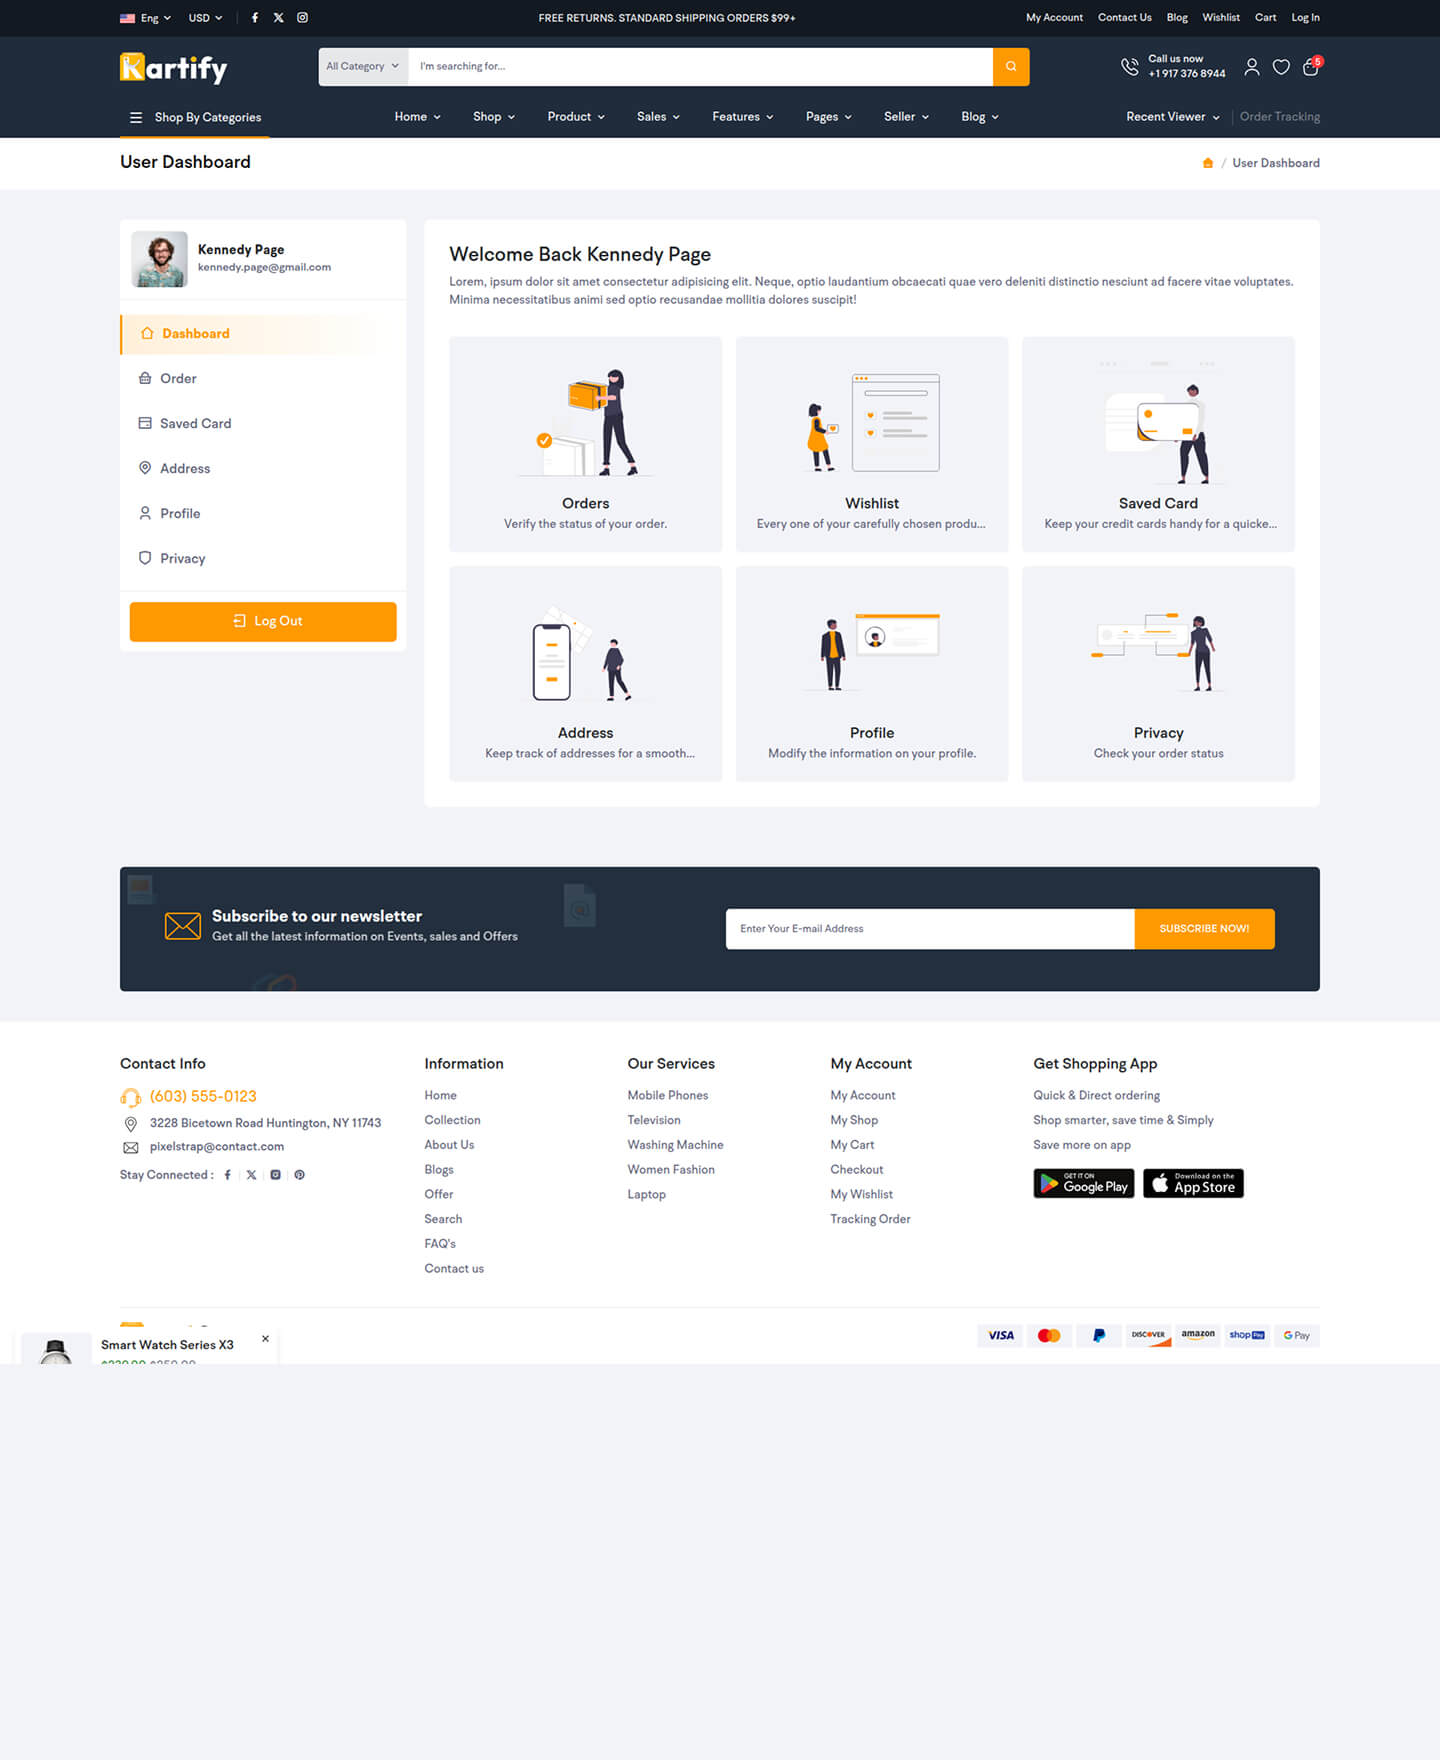 Eng USD FREE RETURNS. STANDARD SHIPPING ORDERS $99+ My Account Contact Us Blog Wishlist Cart Log In
Kartify All Category I'm searching for... Call us now
+1 917 376 8944 5
Shop By Categories Home Shop Product Sales Features Pages Seller Blog Recent Viewer Order Tracking
User Dashboard / User Dashboard
Kennedy Page
kennedy.page@gmail.com
Dashboard
Order
Saved Card
Address
Profile
Privacy
Log Out
Welcome Back Kennedy Page
Lorem, ipsum dolor sit amet consectetur adipisicing elit. Neque, optio laudantium obcaecati quae vero deleniti distinctio nesciunt ad facere vitae voluptates.
Minima necessitatibus animi sed optio recusandae mollitia dolores suscipit!
Orders
Verify the status of your order.
Wishlist
Every one of your carefully chosen produ...
Saved Card
Keep your credit cards handy for a quicke...
Address
Keep track of addresses for a smooth...
Profile
Modify the information on your profile.
Privacy
Check your order status
Subscribe to our newsletter
Get all the latest information on Events, sales and Offers
Enter Your E-mail Address SUBSCRIBE NOW!
Contact Info
(603) 555-0123
3228 Bicetown Road Huntington, NY 11743
pixelstrap@contact.com
Stay Connected :
Information
Home
Collection
About Us
Blogs
Offer
Search
FAQ's
Contact us
Our Services
Mobile Phones
Television
Washing Machine
Women Fashion
Laptop
My Account
My Account
My Shop
My Cart
Checkout
My Wishlist
Tracking Order
Get Shopping App
Quick & Direct ordering
Shop smarter, save time & Simply
Save more on app
GET IT ON
Google Play
Download on the
App Store
Smart Watch Series X3
VISA DISCOVER amazon shop Pay G Pay